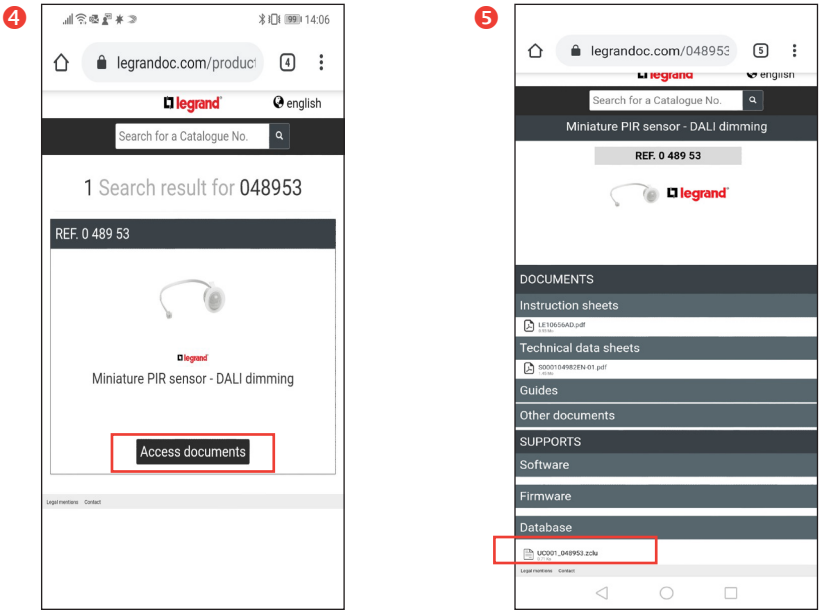 4
99 14:06
legrandoc.com/product
4
legrand
english
Search for a Catalogue No.
1 Search result for 048953
REF. 0 489 53
legrand
Miniature PIR sensor - DALI dimming
Access documents
Legal mentions Contact
5
legrandoc.com/048953
5
legrand
english
Search for a Catalogue No.
Miniature PIR sensor - DALI dimming
REF. 0 489 53
legrand
DOCUMENTS
Instruction sheets
LE10656AD.pdf
Technical data sheets
S000104982EN-01.pdf
Guides
Other documents
SUPPORTS
Software
Firmware
Database
UC001_048953.zclu
Legal mentions Contact